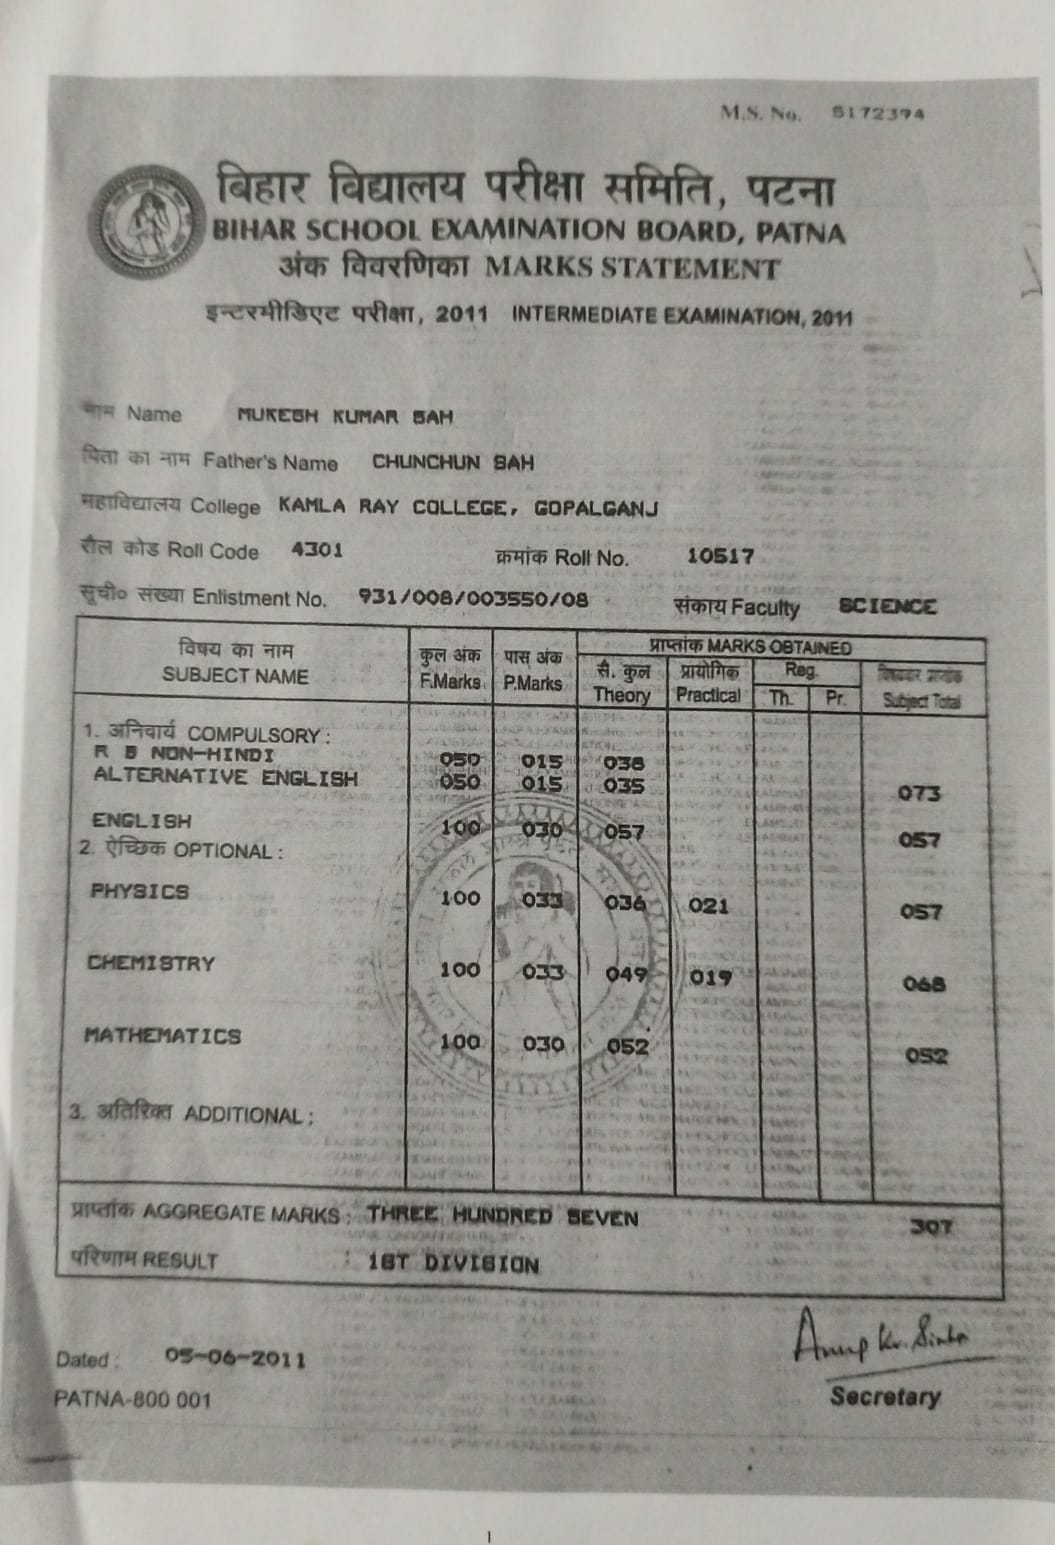 M.S. No. 5172394
बिहार विद्यालय परीक्षा समिति, पटना
BIHAR SCHOOL EXAMINATION BOARD, PATNA
अंक विवरणिका MARKS STATEMENT
इन्टरमीडिएट परीक्षा, 2011 INTERMEDIATE EXAMINATION, 2011
नाम Name MUKESH KUMAR SAH
पिता का नाम Father's Name CHUNCHUN SAH
महाविद्यालय College KAMLA RAY COLLEGE, GOPALGANJ
रौल कोड Roll Code 4301 क्रमांक Roll No. 10517
सूची० संख्या Enlistment No. 931/008/003550/08 संकाय Faculty SCIENCE
विषय का नाम कुल अंक पास अंक प्राप्तांक MARKS OBTAINED
SUBJECT NAME F.Marks P.Marks सै. कुल प्रायोगिक Reg.
Theory Practical Th. Pr. Subject Total
1. अनिवार्य COMPULSORY :
R B NON-HINDI 050 015 038
ALTERNATIVE ENGLISH 050 015 035 073
ENGLISH 100 030 057 057
2. ऐच्छिक OPTIONAL :
PHYSICS 100 033 036 021 057
CHEMISTRY 100 033 049 019 068
MATHEMATICS 100 030 052 052
3. अतिरिक्त ADDITIONAL :
प्राप्तांक AGGREGATE MARKS : THREE HUNDRED SEVEN 307
परिणाम RESULT : 1ST DIVISION
Dated : 05-06-2011
PATNA-800 001
Anup Kr. Sinha
Secretary
1